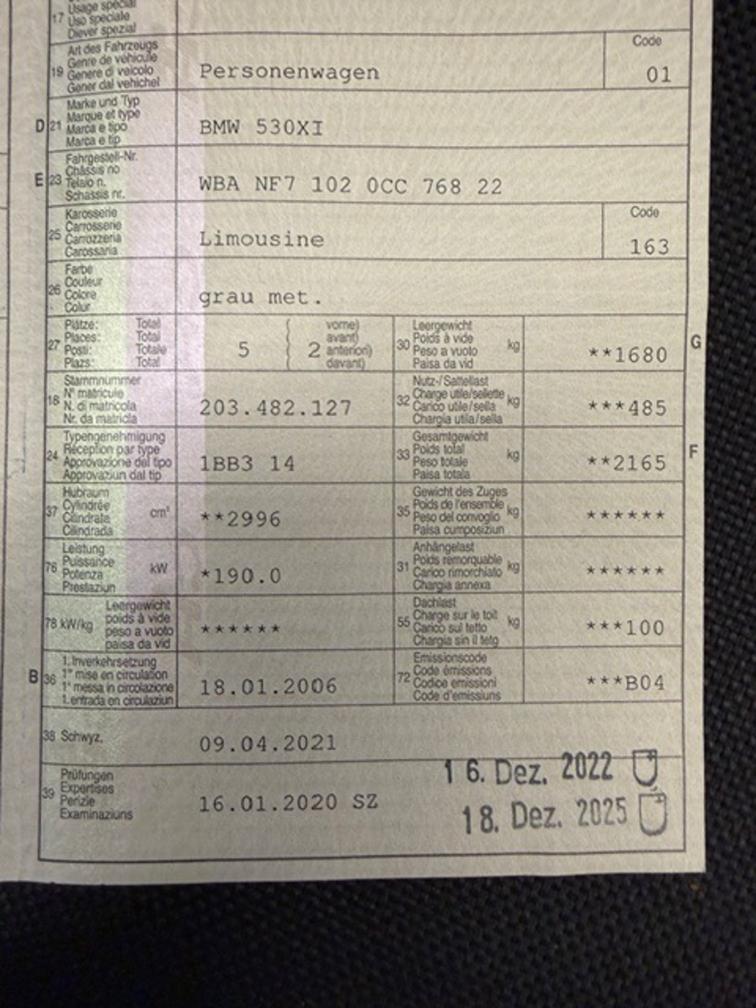 Usage spécial
17 Uso speciale
Diever spezial
Art des Fahrzeugs
Genre de véhicule
19 Genere di veicolo
Gener dal vehichel
Personenwagen
Code
01
Marke und Typ
Marque et type
D 21 Marca e tipo
Marca e tip
BMW 530XI
Fahrgestell-Nr.
Châssis no
E 23 Telaio n.
Schassis nr.
WBA NF7 102 0CC 768 22
Karosserie
25 Carrosserie
Carrozzeria
Carossaria
Limousine
Code
163
Farbe
26 Couleur
Colore
Colur
grau met.
Plätze: Total
27 Places: Total
Posti: Totale
Plazs: Total
5
2
vorne)
avant)
anteriori)
davant)
Leergewicht
30 Poids à vide kg
Peso a vuoto
Paisa da vid
**1680
G
Stammnummer
18 N° matricule
N. di matricola
Nr. da matricla
203.482.127
Nutz-/Sattellast
32 Charge utile/sellette kg
Carico utile/sella
Chargia utila/sella
***485
Typengenehmigung
24 Réception par type
Approvazione del tipo
Approvaziun dal tip
1BB3 14
Gesamtgewicht
33 Poids total kg
Peso totale
Paisa totala
**2165
F
Hubraum
37 Cylindrée cm³
Cilindrata
Cilindrada
**2996
Gewicht des Zuges
35 Poids de l'ensemble kg
Peso del convoglio
Paisa cumposiziun
******
Leistung
76 Puissance kW
Potenza
Prestaziun
*190.0
Anhängelast
31 Poids remorquable kg
Carico rimorchiato
Chargia annexa
******
Leergewicht
78 kW/kg poids à vide
peso a vuoto
paisa da vid
******
Dachlast
55 Charge sur le toit kg
Carico sul tetto
Chargia sin il tetg
***100
1. Inverkehrsetzung
B 36 1re mise en circulation
1a messa in circolazione
1. entrada en circulaziun
18.01.2006
Emissionscode
72 Code émissions
Codice emissioni
Code d'emissiuns
***B04
38 Schwyz,
09.04.2021
Prüfungen
39 Expertises
Perizie
Examinaziuns
16.01.2020 SZ
16. Dez. 2022
18. Dez. 2025